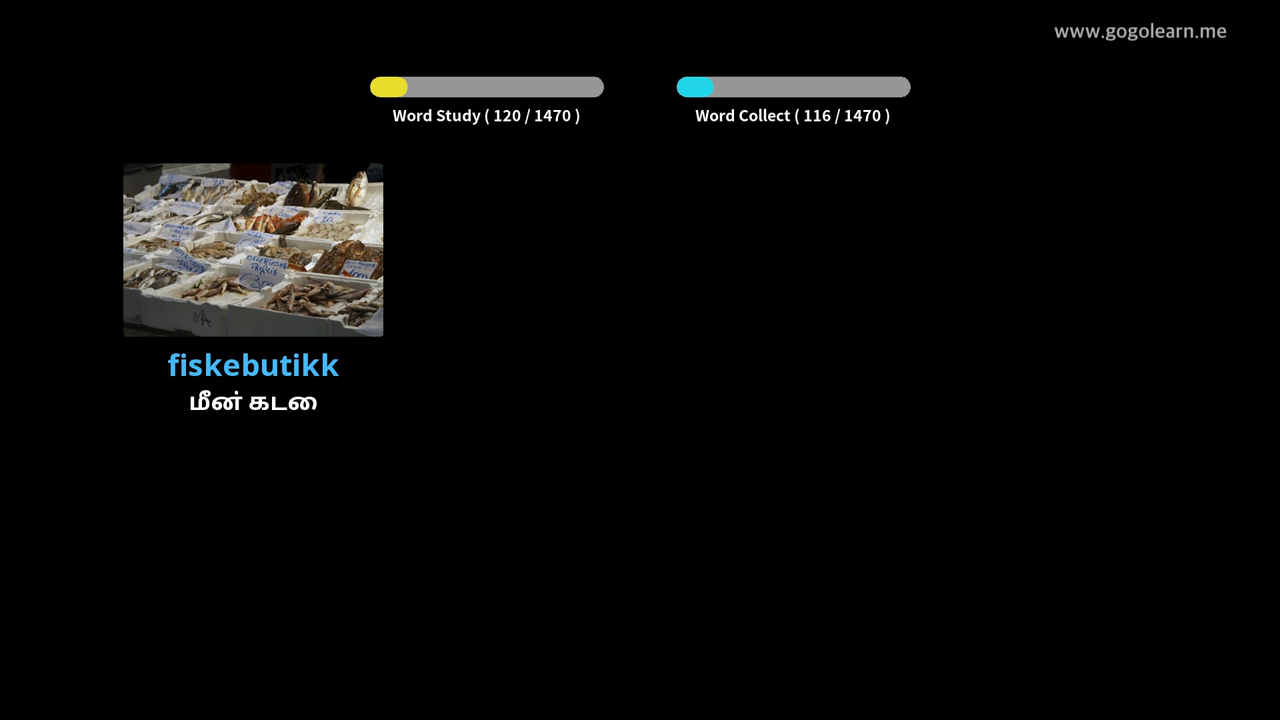 www.gogolearn.me
Word Study ( 120 / 1470 )
Word Collect ( 116 / 1470 )
fiskebutikk
மீன் கடை